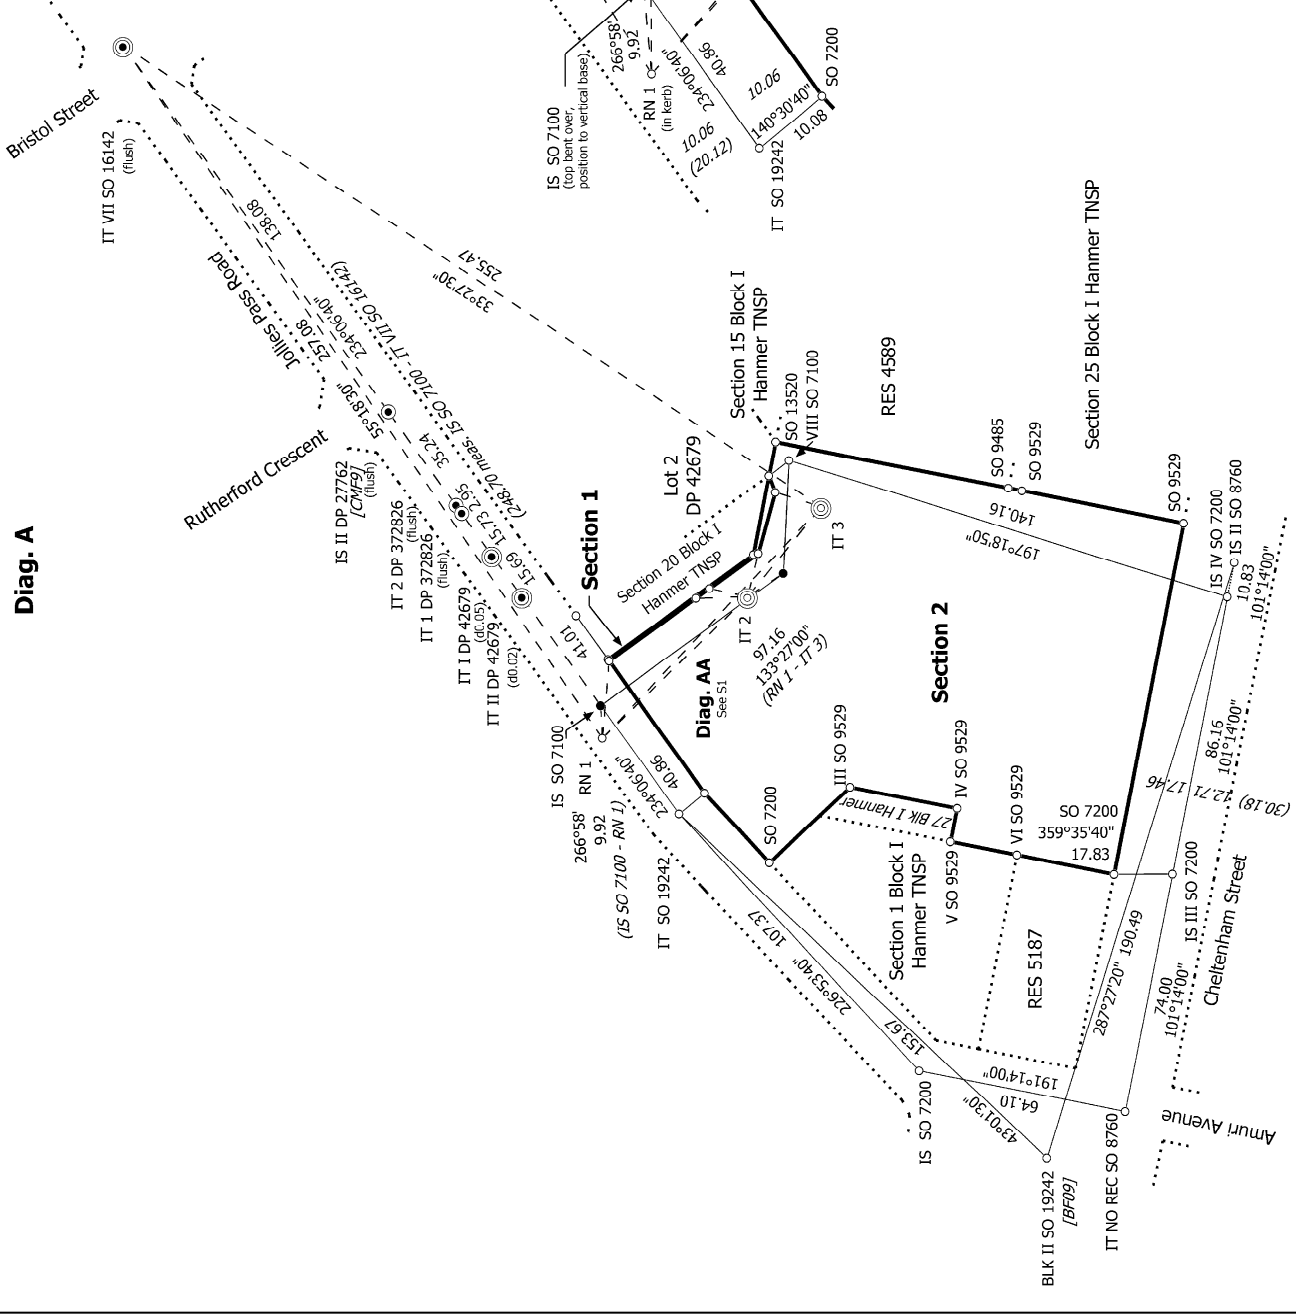 Diag. A
Bristol Street
IT VII SO 16142
(flush)
Jollies Pass Road
138.08
257.08
234°06'40"
55°18'30"
(248.70 meas. IS SO 7100 - IT VII SO 16142)
33°27'30"
255.47
Rutherford Crescent
IS II DP 27762
[CMF9]
(flush)
IT 2 DP 372826
(flush)
IT 1 DP 372826
(flush)
IT I DP 42679
(d0.05)
IT II DP 42679
(d0.02)
35.24
2.95
15.73
15.69
41.01
IS SO 7100
(top bent over,
position to vertical base)
266°58'
9.92
RN 1
(in kerb)
234°06'40"
40.86
10.06
10.06
(20.12)
140°30'40"
10.08
SO 7200
IT SO 19242
Section 1
Section 20 Block I
Hanmer TNSP
Lot 2
DP 42679
Section 15 Block I
Hanmer TNSP
SO 13520
VIII SO 7100
RES 4589
SO 9485
SO 9529
Section 25 Block I Hanmer TNSP
SO 9529
IT 3
IT 2
97.16
133°27'00"
(RN 1 - IT 3)
Diag. AA
See S1
Section 2
140.16
197°18'50"
IS IV SO 7200
IS II SO 8760
10.83
101°14'00"
IS SO 7100
RN 1
266°58'
9.92
(IS SO 7100 - RN 1)
234°06'40"
40.86
IT SO 19242
SO 7200
III SO 9529
27 Blk I Hanmer
IV SO 9529
V SO 9529
VI SO 9529
SO 7200
359°35'40"
17.83
Section 1 Block I
Hanmer TNSP
RES 5187
86.16
101°14'00"
17.46
12.71
(30.18)
IS III SO 7200
Cheltenham Street
107.37
226°53'40"
153.67
43°01'30"
287°27'20"
190.49
74.00
101°14'00"
191°14'00"
64.10
IS SO 7200
Amuri Avenue
IT NO REC SO 8760
BLK II SO 19242
[BF09]